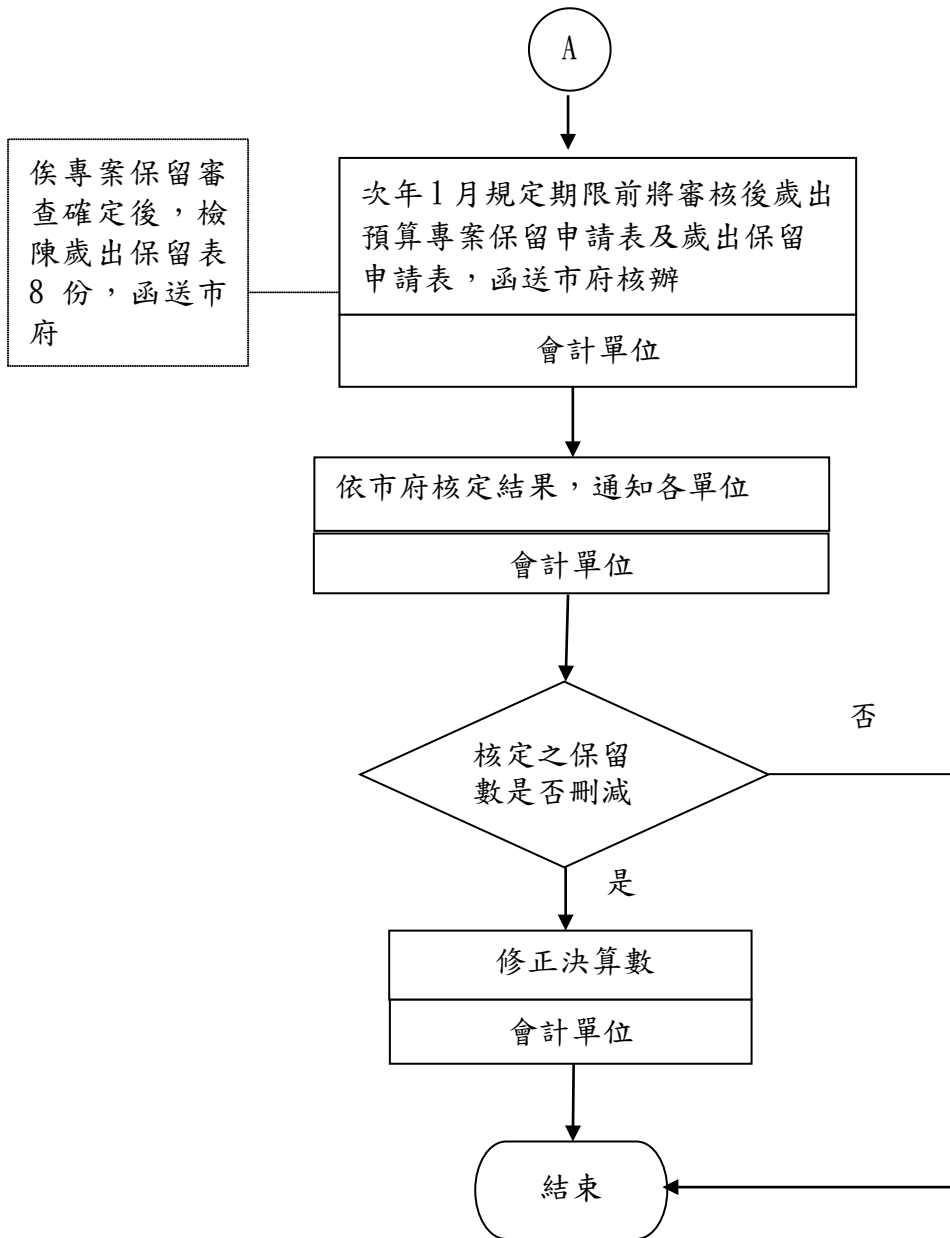 A
俟專案保留審
查確定後，檢
陳歲出保留表
8 份，函送市
府
次年1月規定期限前將審核後歲出
預算專案保留申請表及歲出保留
申請表，函送市府核辦
會計單位
依市府核定結果，通知各單位
會計單位
否
核定之保留
數是否刪減
是
修正決算數
會計單位
結束